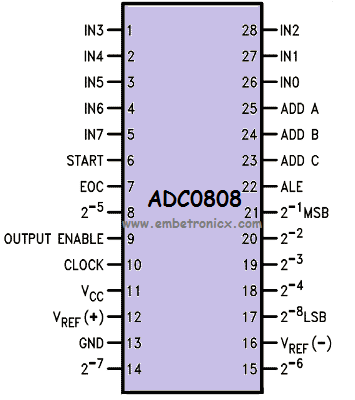 IN3 1 28 IN2
IN4 2 27 IN1
IN5 3 26 IN0
IN6 4 25 ADD A
IN7 5 24 ADD B
START 6 23 ADD C
EOC 7 22 ALE
ADC0808
2⁻⁵ 8 21 2⁻¹MSB
www.embetronicx.com
OUTPUT ENABLE 9 20 2⁻²
CLOCK 10 19 2⁻³
VCC 11 18 2⁻⁴
VREF(+) 12 17 2⁻⁸LSB
GND 13 16 VREF(−)
2⁻⁷ 14 15 2⁻⁶